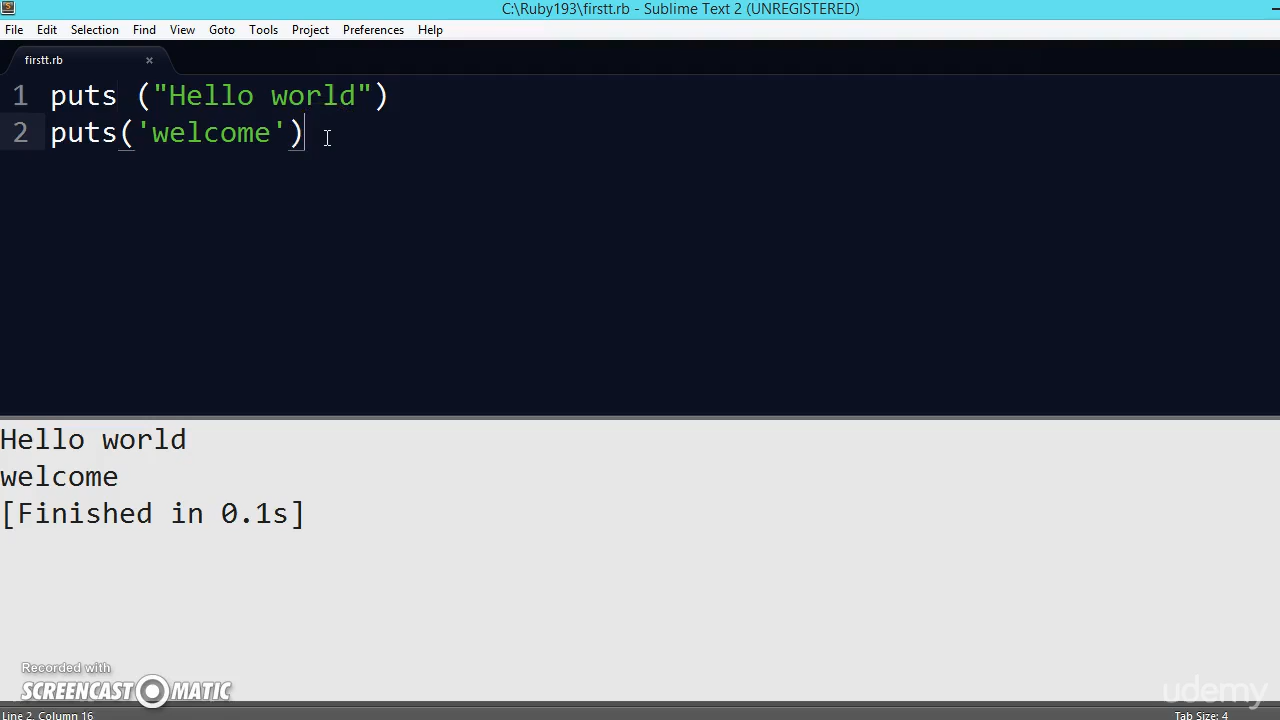 C:\Ruby193\firstt.rb - Sublime Text 2 (UNREGISTERED)
File Edit Selection Find View Goto Tools Project Preferences Help
firstt.rb ×
1 puts ("Hello world")
2 puts('welcome')
Hello world
welcome
[Finished in 0.1s]
Recorded with
SCREENCAST MATIC
udemy
Line 2, Column 16 Tab Size: 4